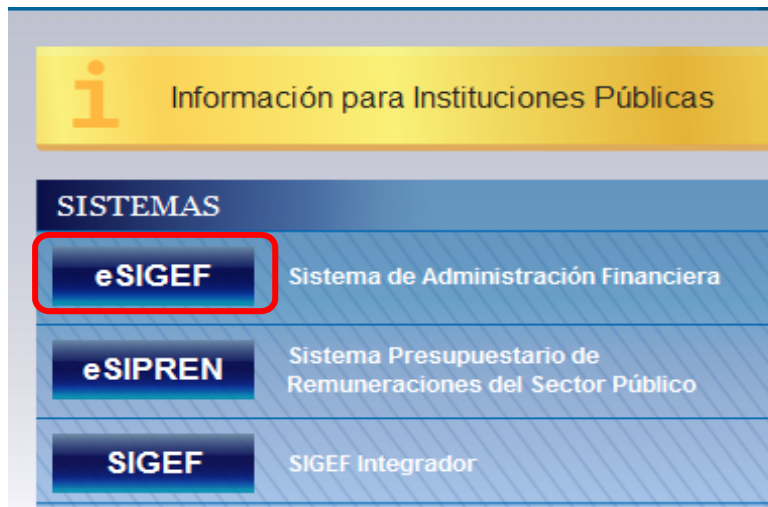 i
Información para Instituciones Públicas
SISTEMAS
eSIGEF
Sistema de Administración Financiera
eSIPREN
Sistema Presupuestario de
Remuneraciones del Sector Público
SIGEF
SIGEF Integrador